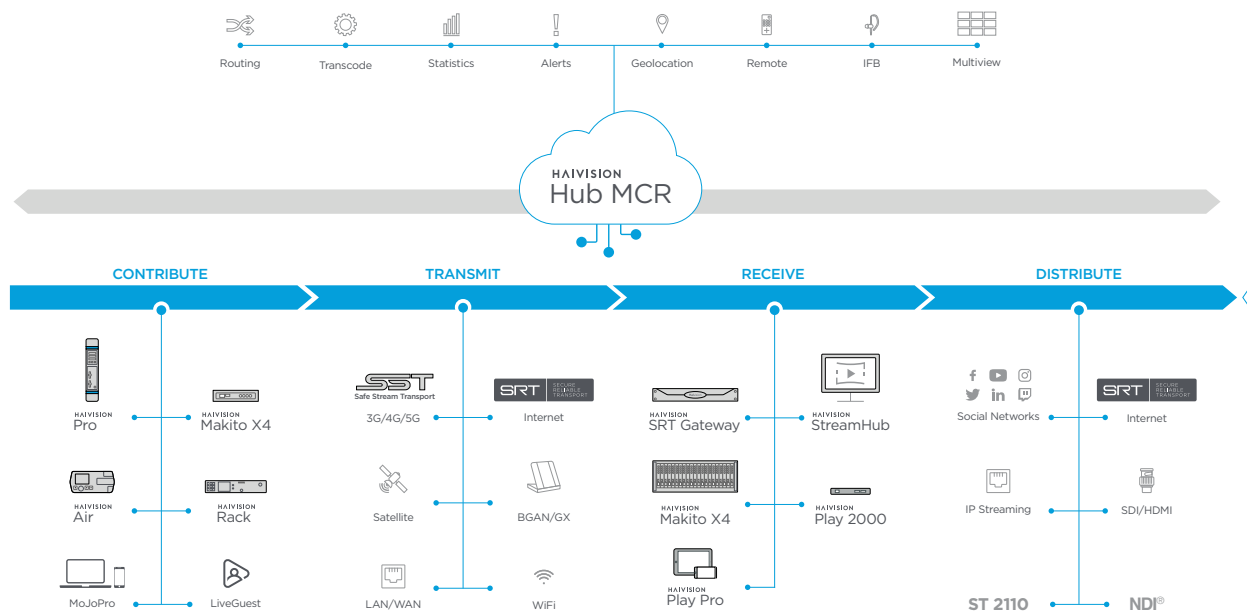 Routing
Transcode
Statistics
Alerts
Geolocation
Remote
IFB
Multiview
HAIVISION
Hub MCR
CONTRIBUTE
TRANSMIT
RECEIVE
DISTRIBUTE
HAIVISION
Pro
HAIVISION
Makito X4
HAIVISION
Air
HAIVISION
Rack
MoJoPro
LiveGuest
SST
Safe Stream Transport
3G/4G/5G
SRT
SECURE
RELIABLE
TRANSPORT
Internet
Satellite
BGAN/GX
LAN/WAN
WiFi
HAIVISION
SRT Gateway
HAIVISION
StreamHub
HAIVISION
Makito X4
HAIVISION
Play 2000
HAIVISION
Play Pro
Social Networks
SRT
SECURE
RELIABLE
TRANSPORT
Internet
IP Streaming
SDI/HDMI
ST 2110
NDI®